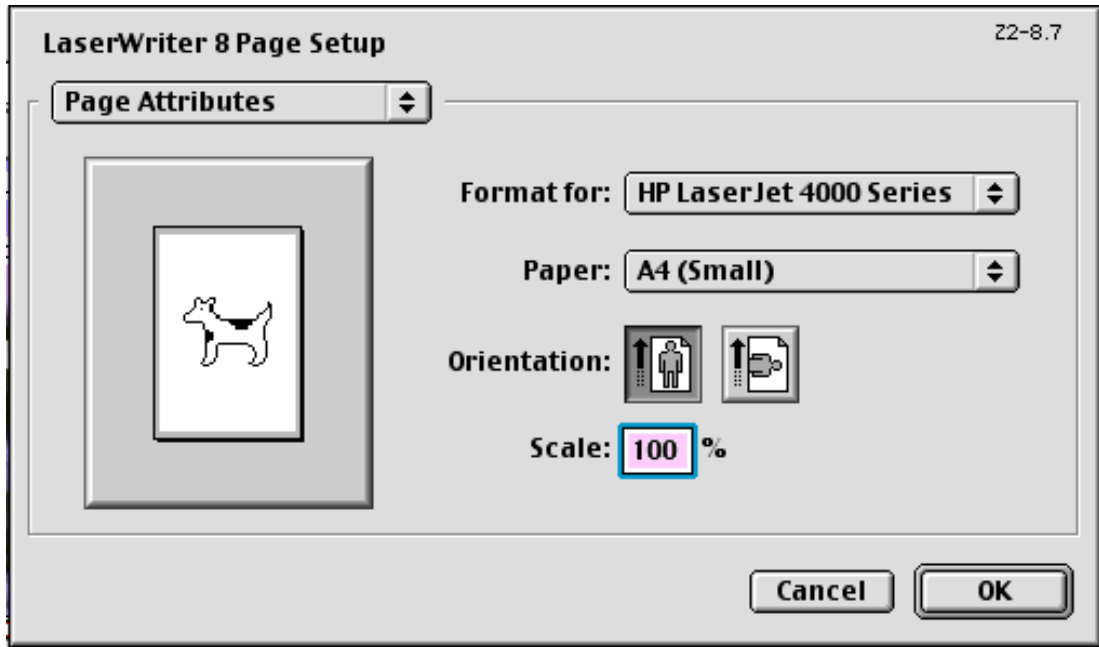 LaserWriter 8 Page Setup
Z2-8.7
Page Attributes
Format for: HP LaserJet 4000 Series
Paper: A4 (Small)
Orientation:
Scale: 100 %
Cancel OK